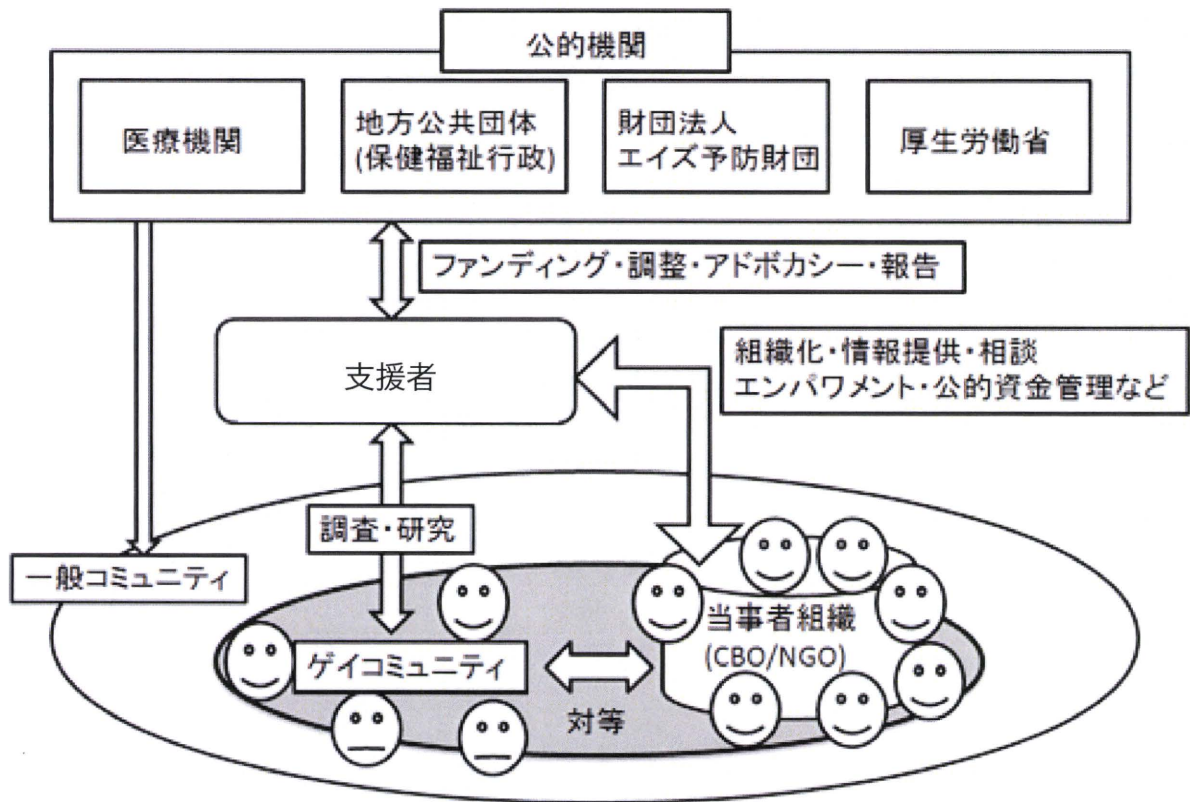 公的機関
医療機関
地方公共団体
(保健福祉行政)
財団法人
エイズ予防財団
厚生労働省
ファンディング・調整・アドボカシー・報告
支援者
組織化・情報提供・相談
エンパワメント・公的資金管理など
調査・研究
一般コミュニティ
ゲイコミュニティ
当事者組織
(CBO/NGO)
対等